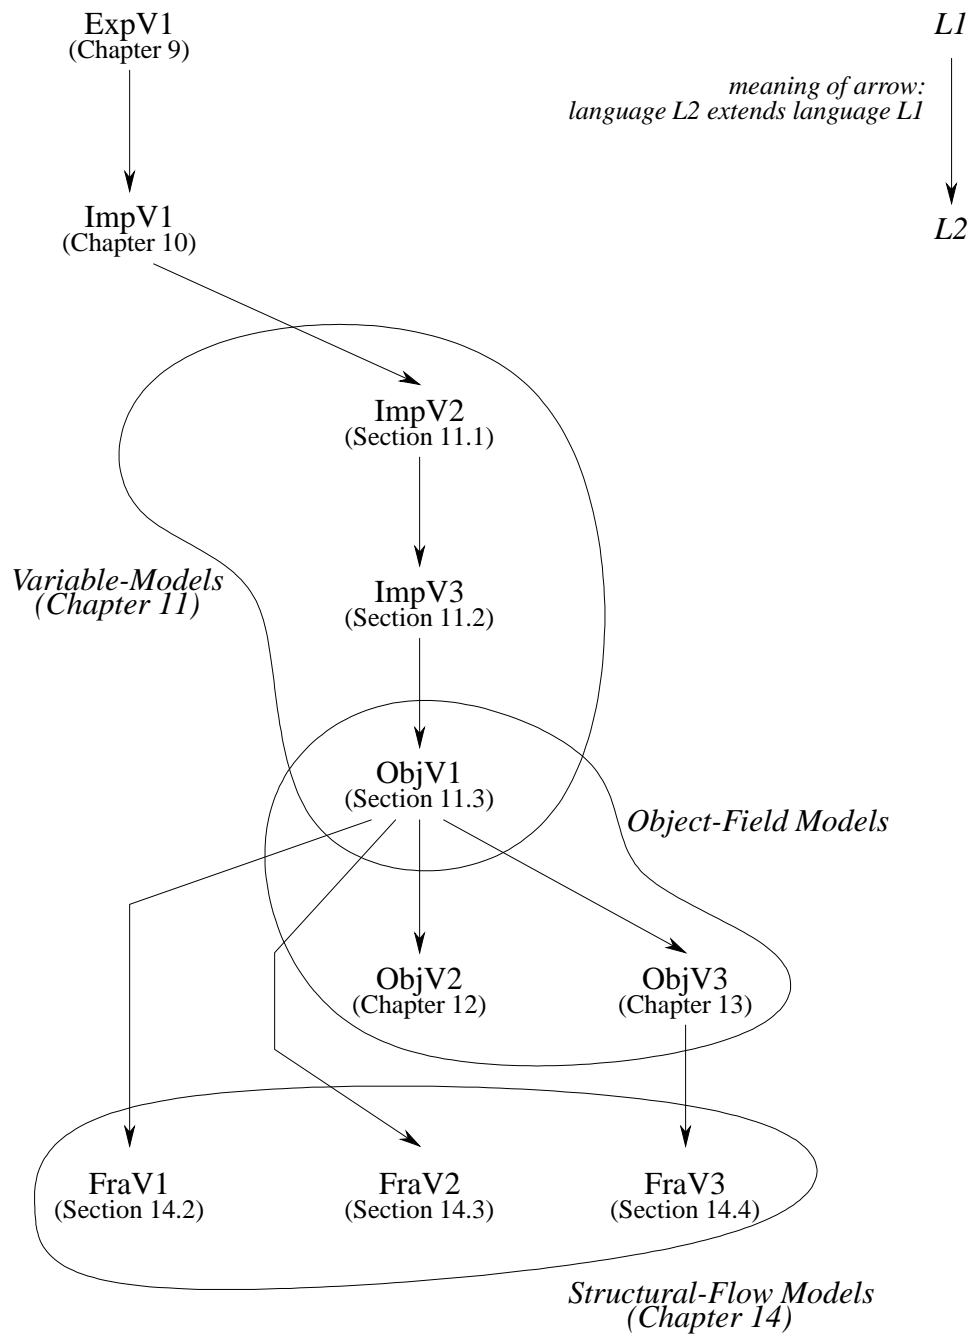 ExpV1
(Chapter 9)
L1
meaning of arrow:
language L2 extends language L1
ImpV1
(Chapter 10)
L2
ImpV2
(Section 11.1)
Variable-Models
(Chapter 11)
ImpV3
(Section 11.2)
ObjV1
(Section 11.3)
Object-Field Models
ObjV2
(Chapter 12)
ObjV3
(Chapter 13)
FraV1
(Section 14.2)
FraV2
(Section 14.3)
FraV3
(Section 14.4)
Structural-Flow Models
(Chapter 14)